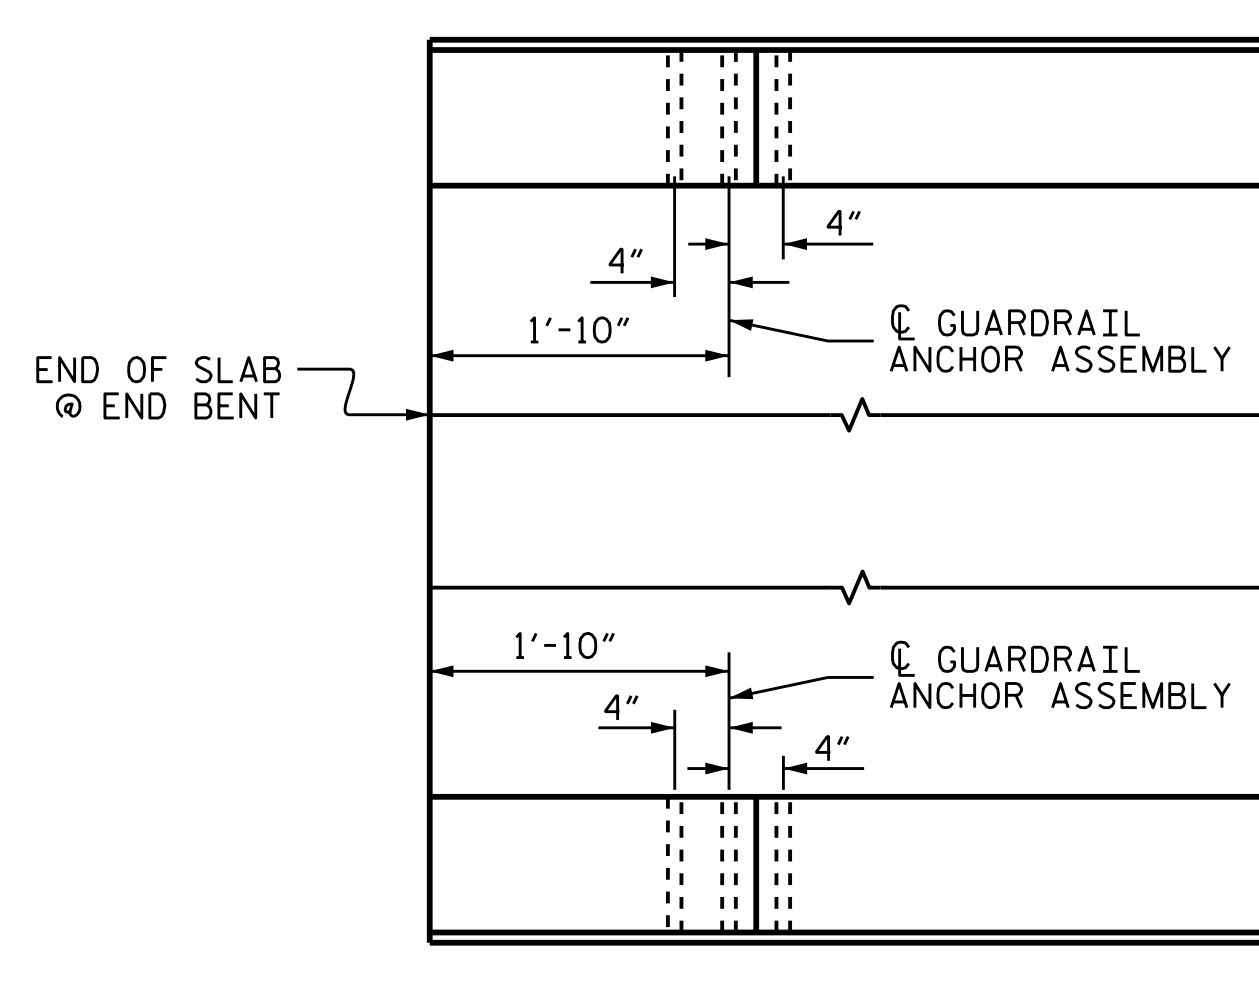 4"
4"
1'-10"
℄ GUARDRAIL
ANCHOR ASSEMBLY
END OF SLAB
@ END BENT
1'-10"
℄ GUARDRAIL
ANCHOR ASSEMBLY
4"
4"